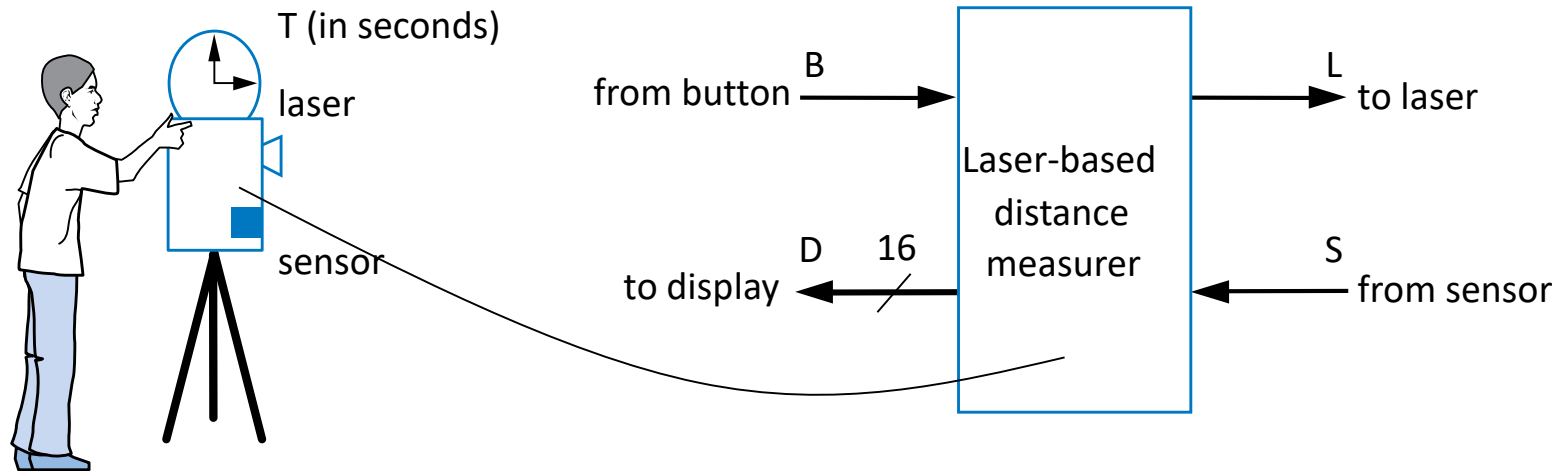 T (in seconds)
laser
sensor
from button
B
to display
D
16
Laser-based
distance
measurer
L
to laser
S
from sensor